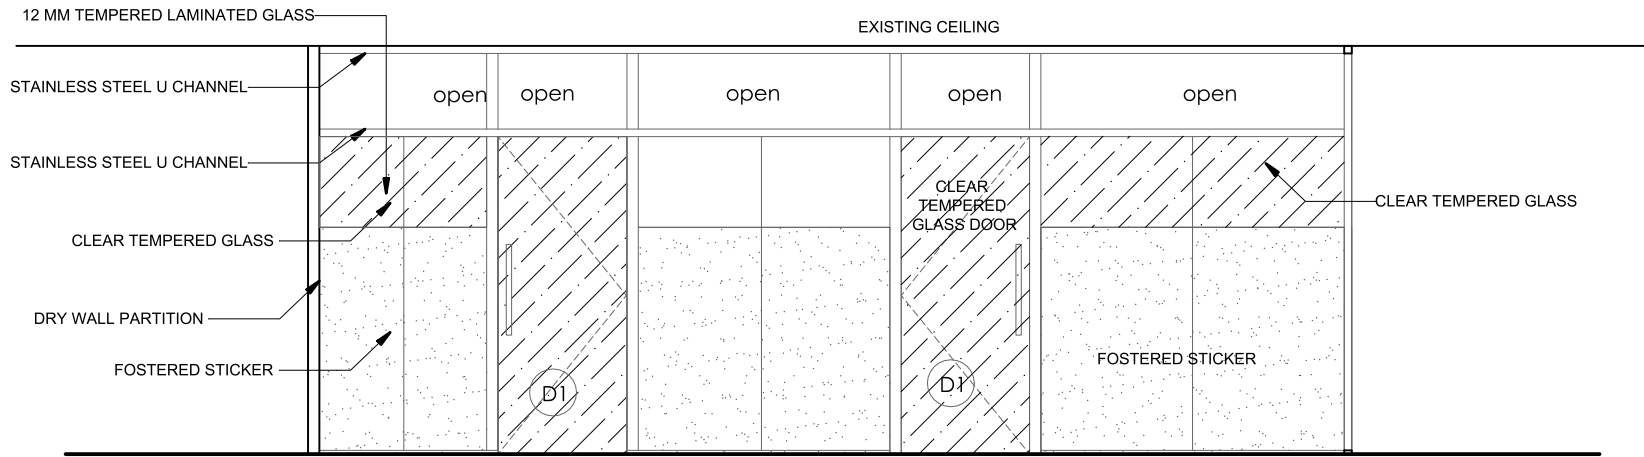 12 MM TEMPERED LAMINATED GLASS
EXISTING CEILING
STAINLESS STEEL U CHANNEL
open
open
open
open
open
STAINLESS STEEL U CHANNEL
CLEAR
TEMPERED
GLASS DOOR
CLEAR TEMPERED GLASS
CLEAR TEMPERED GLASS
DRY WALL PARTITION
FOSTERED STICKER
FOSTERED STICKER
D1
D1